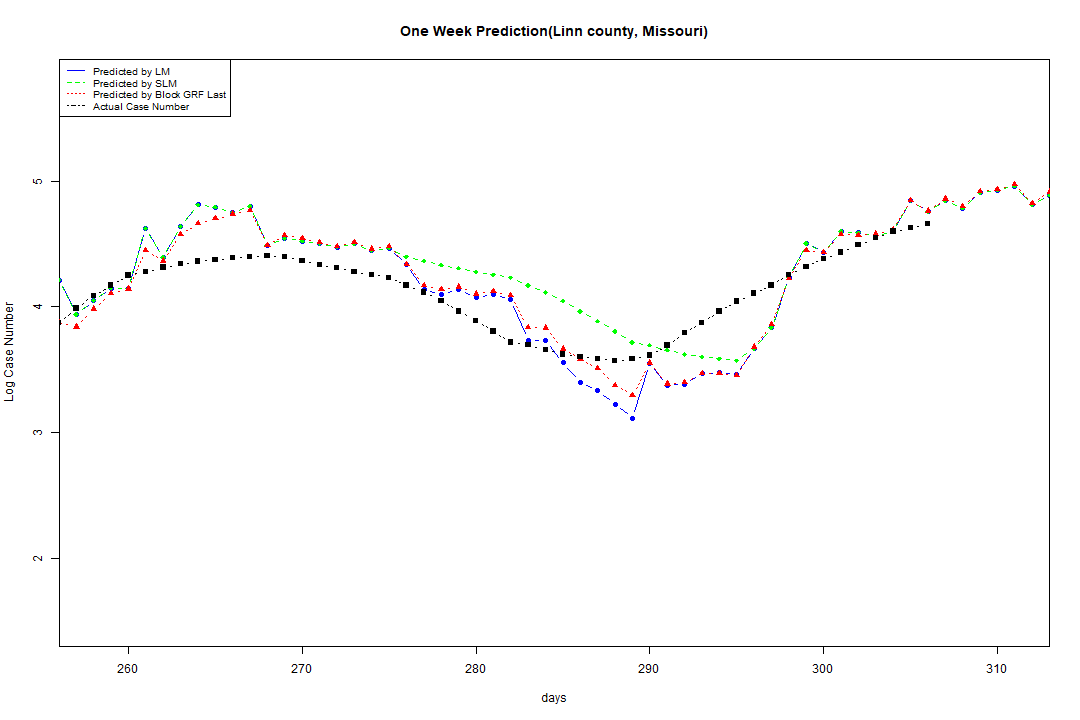 One Week Prediction(Linn county, Missouri)
Predicted by LM
Predicted by SLM
Predicted by Block GRF Last
Actual Case Number
5
4
3
2
Log Case Number
260 270 280 290 300 310
days